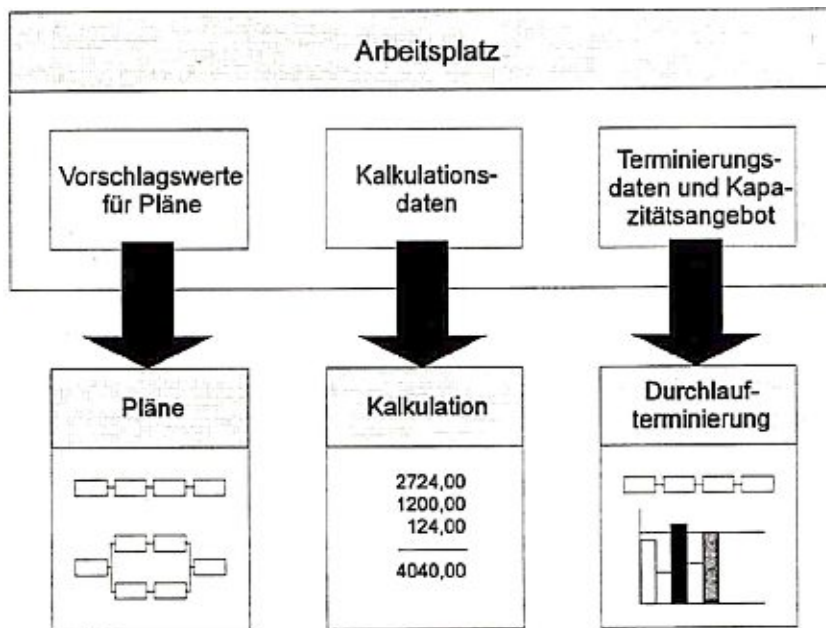 Arbeitsplatz
Vorschlagswerte
für Pläne
Kalkulations-
daten
Terminierungs-
daten und Kapa-
zitätsangebot
Pläne
Kalkulation
2724,00
1200,00
124,00
4040,00
Durchlauf-
terminierung